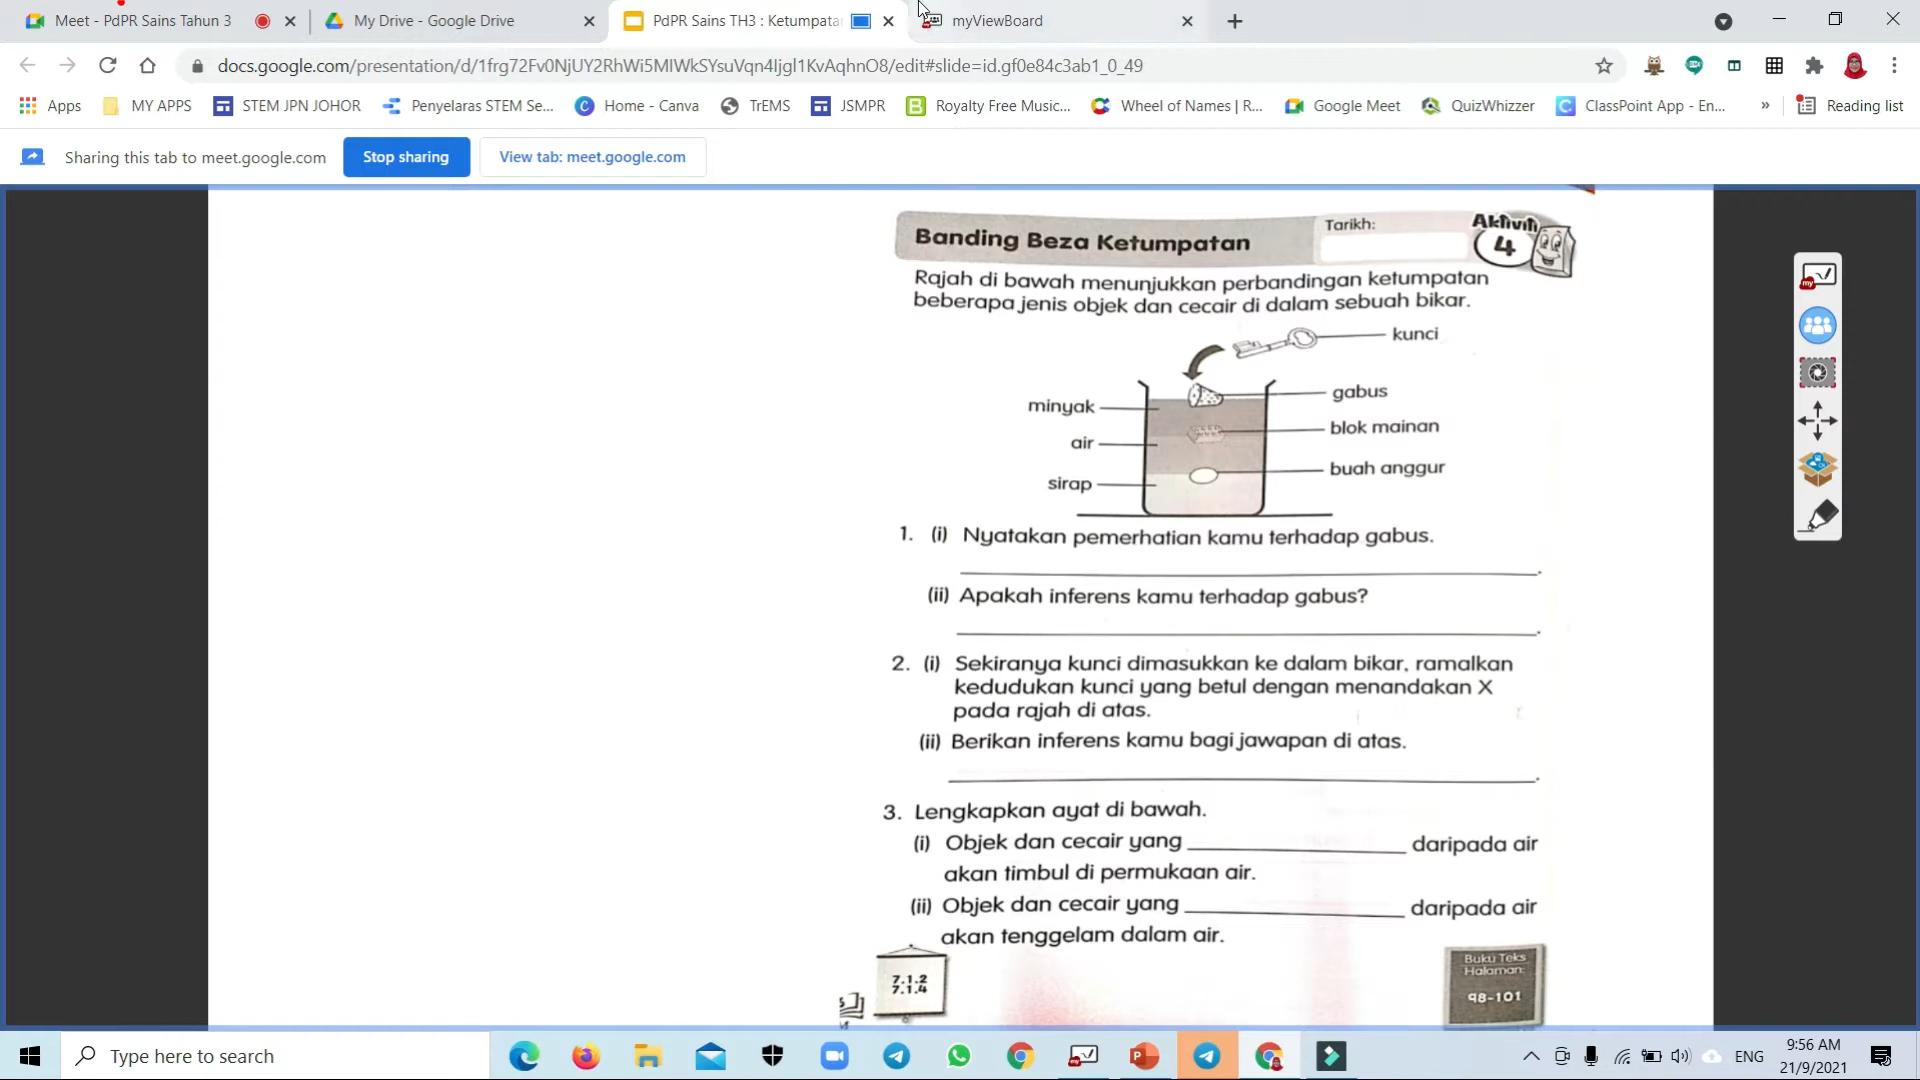 Meet - PdPR Sains Tahun 3
My Drive - Google Drive
PdPR Sains TH3 : Ketumpata
myViewBoard
docs.google.com/presentation/d/1frg72Fv0NjUY2RhWi5MIWkSYsuVqn4Ijgl1KvAqhnO8/edit#slide=id.gf0e84c3ab1_0_49
Apps
MY APPS
STEM JPN JOHOR
Penyelaras STEM Se...
Home - Canva
TrEMS
JSMPR
Royalty Free Music...
Wheel of Names | R...
Google Meet
QuizWhizzer
ClassPoint App - En...
»
Reading list
Sharing this tab to meet.google.com
Stop sharing
View tab: meet.google.com
Banding Beza Ketumpatan
Tarikh:
Aktiviti
4
Rajah di bawah menunjukkan perbandingan ketumpatan
beberapa jenis objek dan cecair di dalam sebuah bikar.
kunci
gabus
minyak
blok mainan
air
buah anggur
sirap
1. (i) Nyatakan pemerhatian kamu terhadap gabus.
(ii) Apakah inferens kamu terhadap gabus?
2. (i) Sekiranya kunci dimasukkan ke dalam bikar, ramalkan
kedudukan kunci yang betul dengan menandakan X
pada rajah di atas.
(ii) Berikan inferens kamu bagi jawapan di atas.
3. Lengkapkan ayat di bawah.
(i) Objek dan cecair yang ____________ daripada air
akan timbul di permukaan air.
(ii) Objek dan cecair yang ____________ daripada air
akan tenggelam dalam air.
7.1.2
7.1.4
Buku Teks
Halaman:
98-101
Type here to search
ENG
9:56 AM
21/9/2021